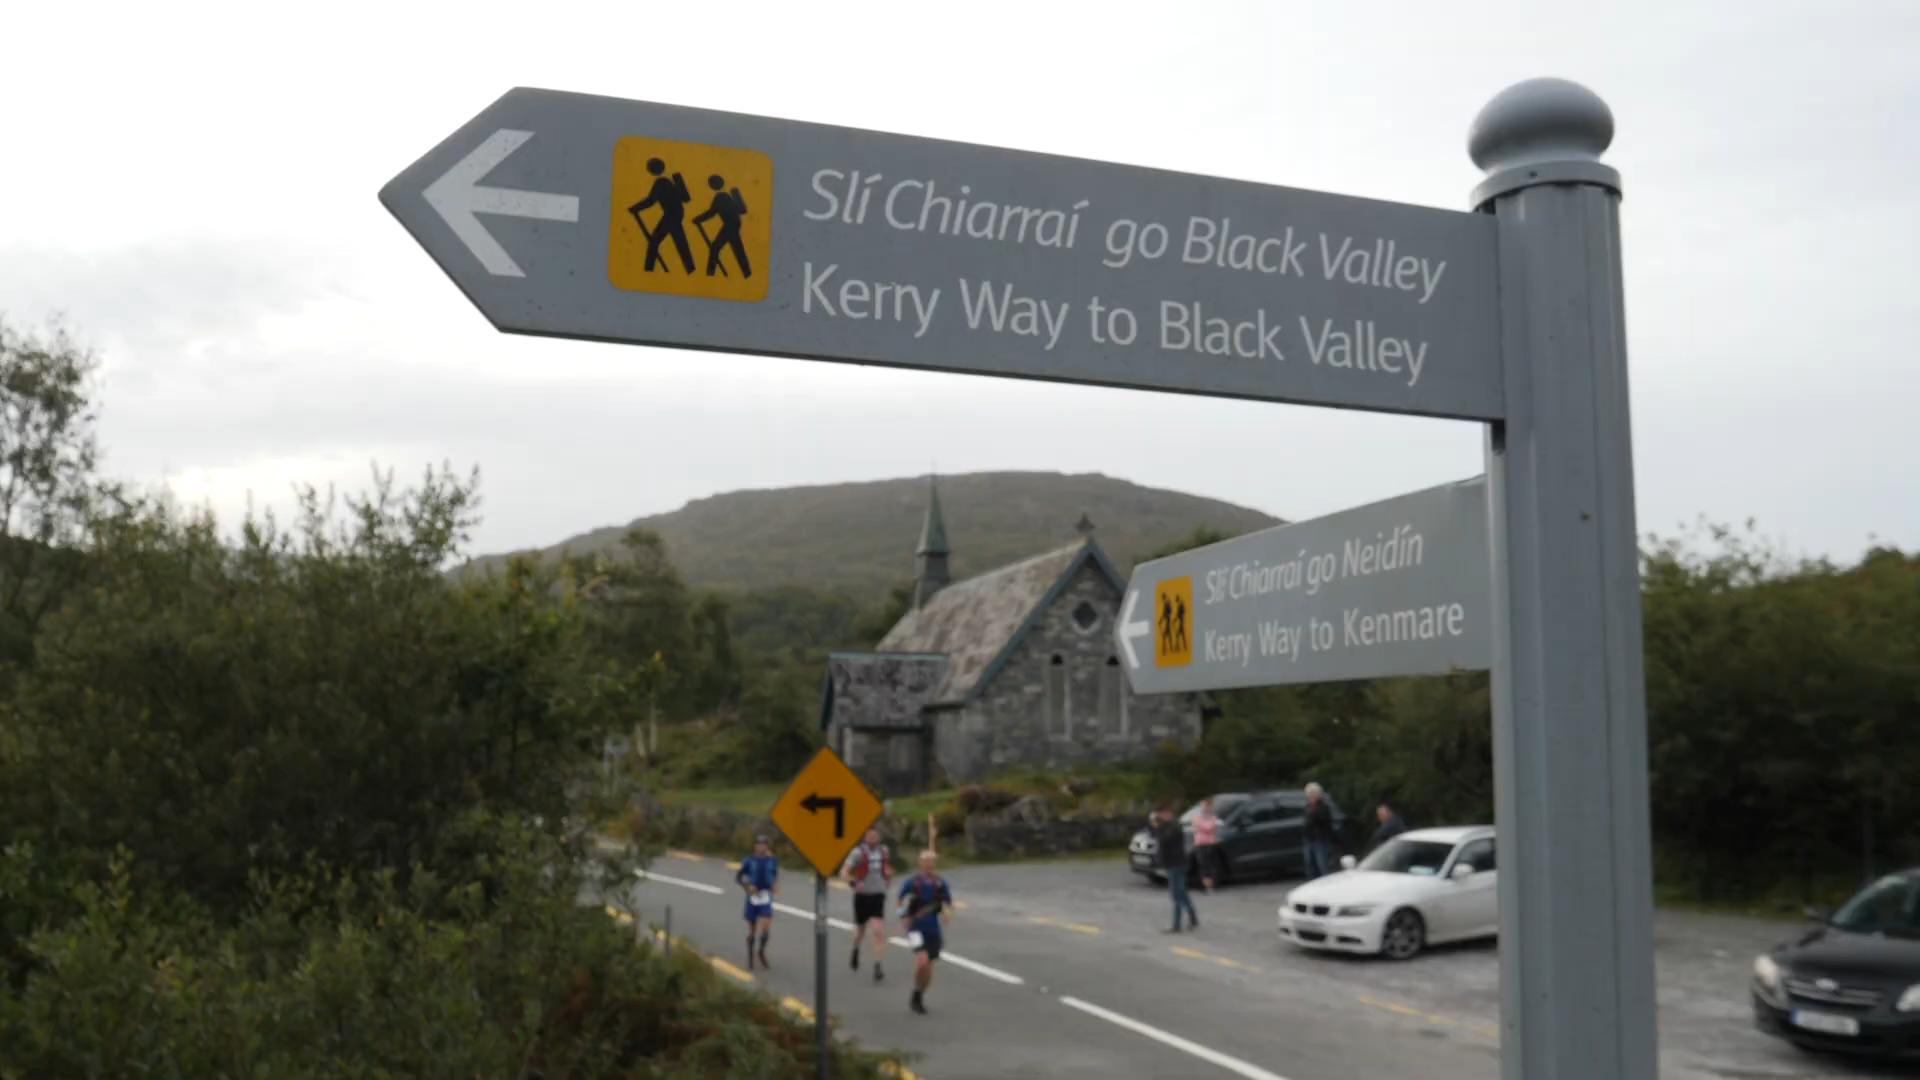 Slí Chiarraí go Black Valley
Kerry Way to Black Valley
Slí Chiarraí go Neidín
Kerry Way to Kenmare